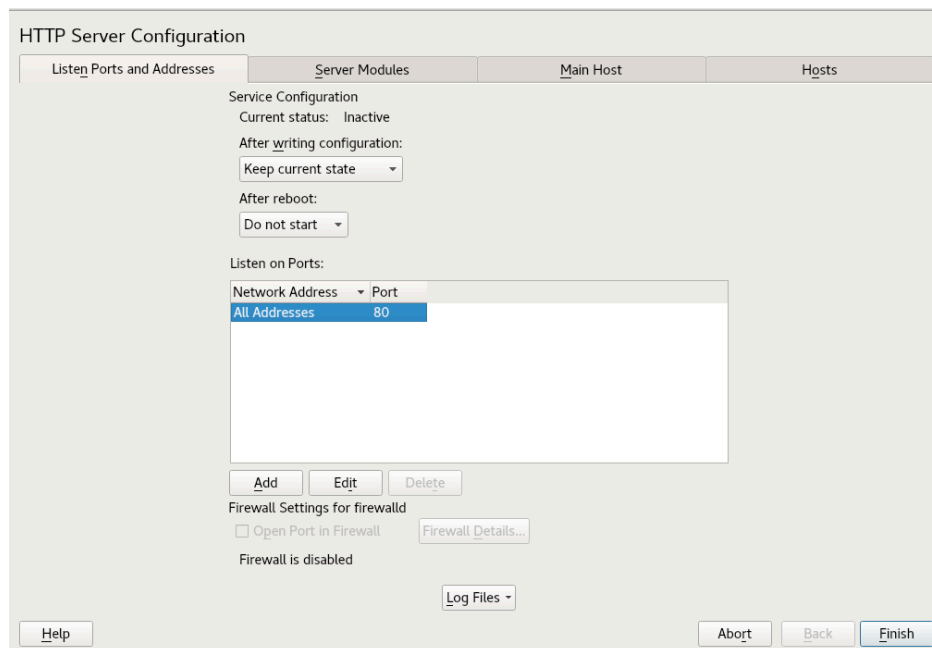 HTTP Server Configuration
Listen Ports and Addresses Server Modules Main Host Hosts
Service Configuration
Current status: Inactive
After writing configuration:
Keep current state
After reboot:
Do not start
Listen on Ports:
Network Address Port
All Addresses 80
Add Edit Delete
Firewall Settings for firewalld
Open Port in Firewall Firewall Details...
Firewall is disabled
Log Files
Help Abort Back Finish